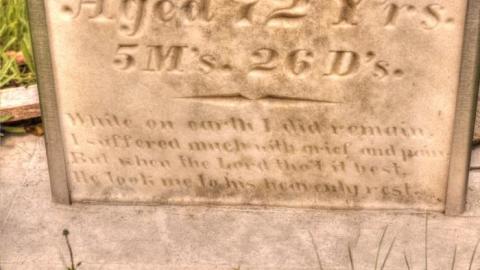 Aged 72 Yrs.
5 M's. 26 D's.
While on earth I did remain,
I suffered much with grief and pain
But when the Lord tho't it best,
He took me to his heavenly rest.